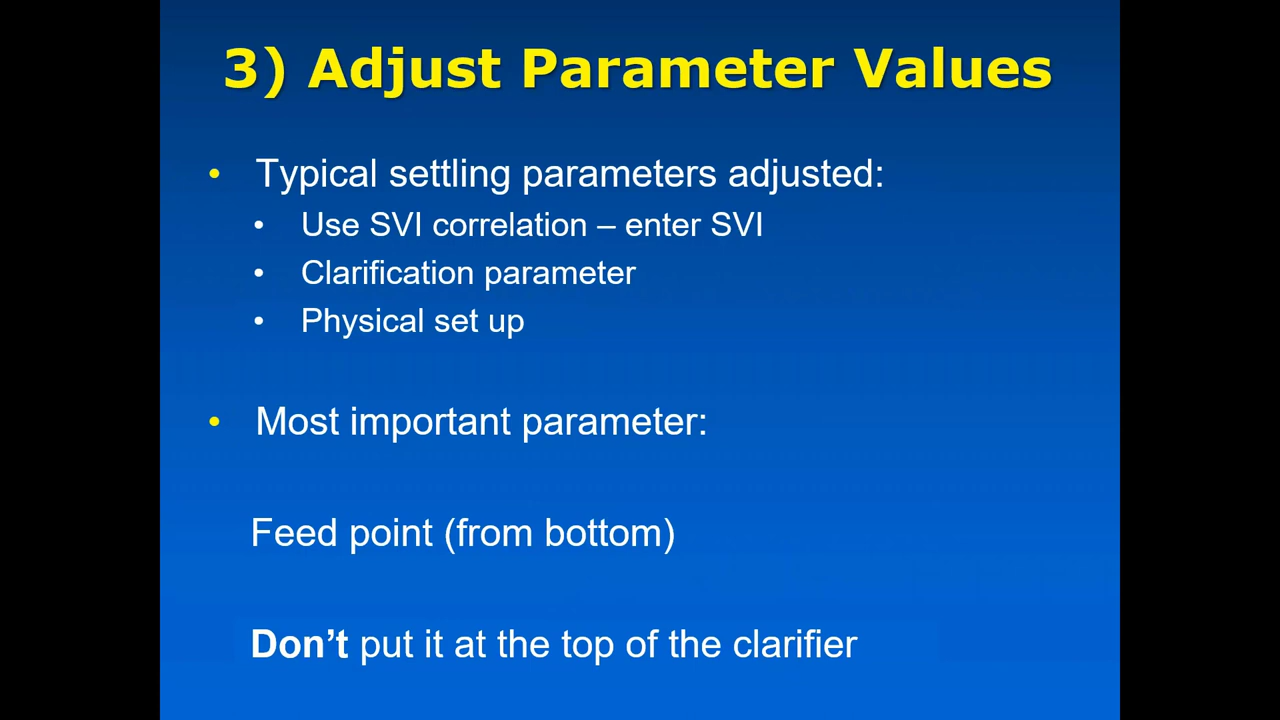 3) Adjust Parameter Values
• Typical settling parameters adjusted:
• Use SVI correlation – enter SVI
• Clarification parameter
• Physical set up
• Most important parameter:
Feed point (from bottom)
Don’t put it at the top of the clarifier